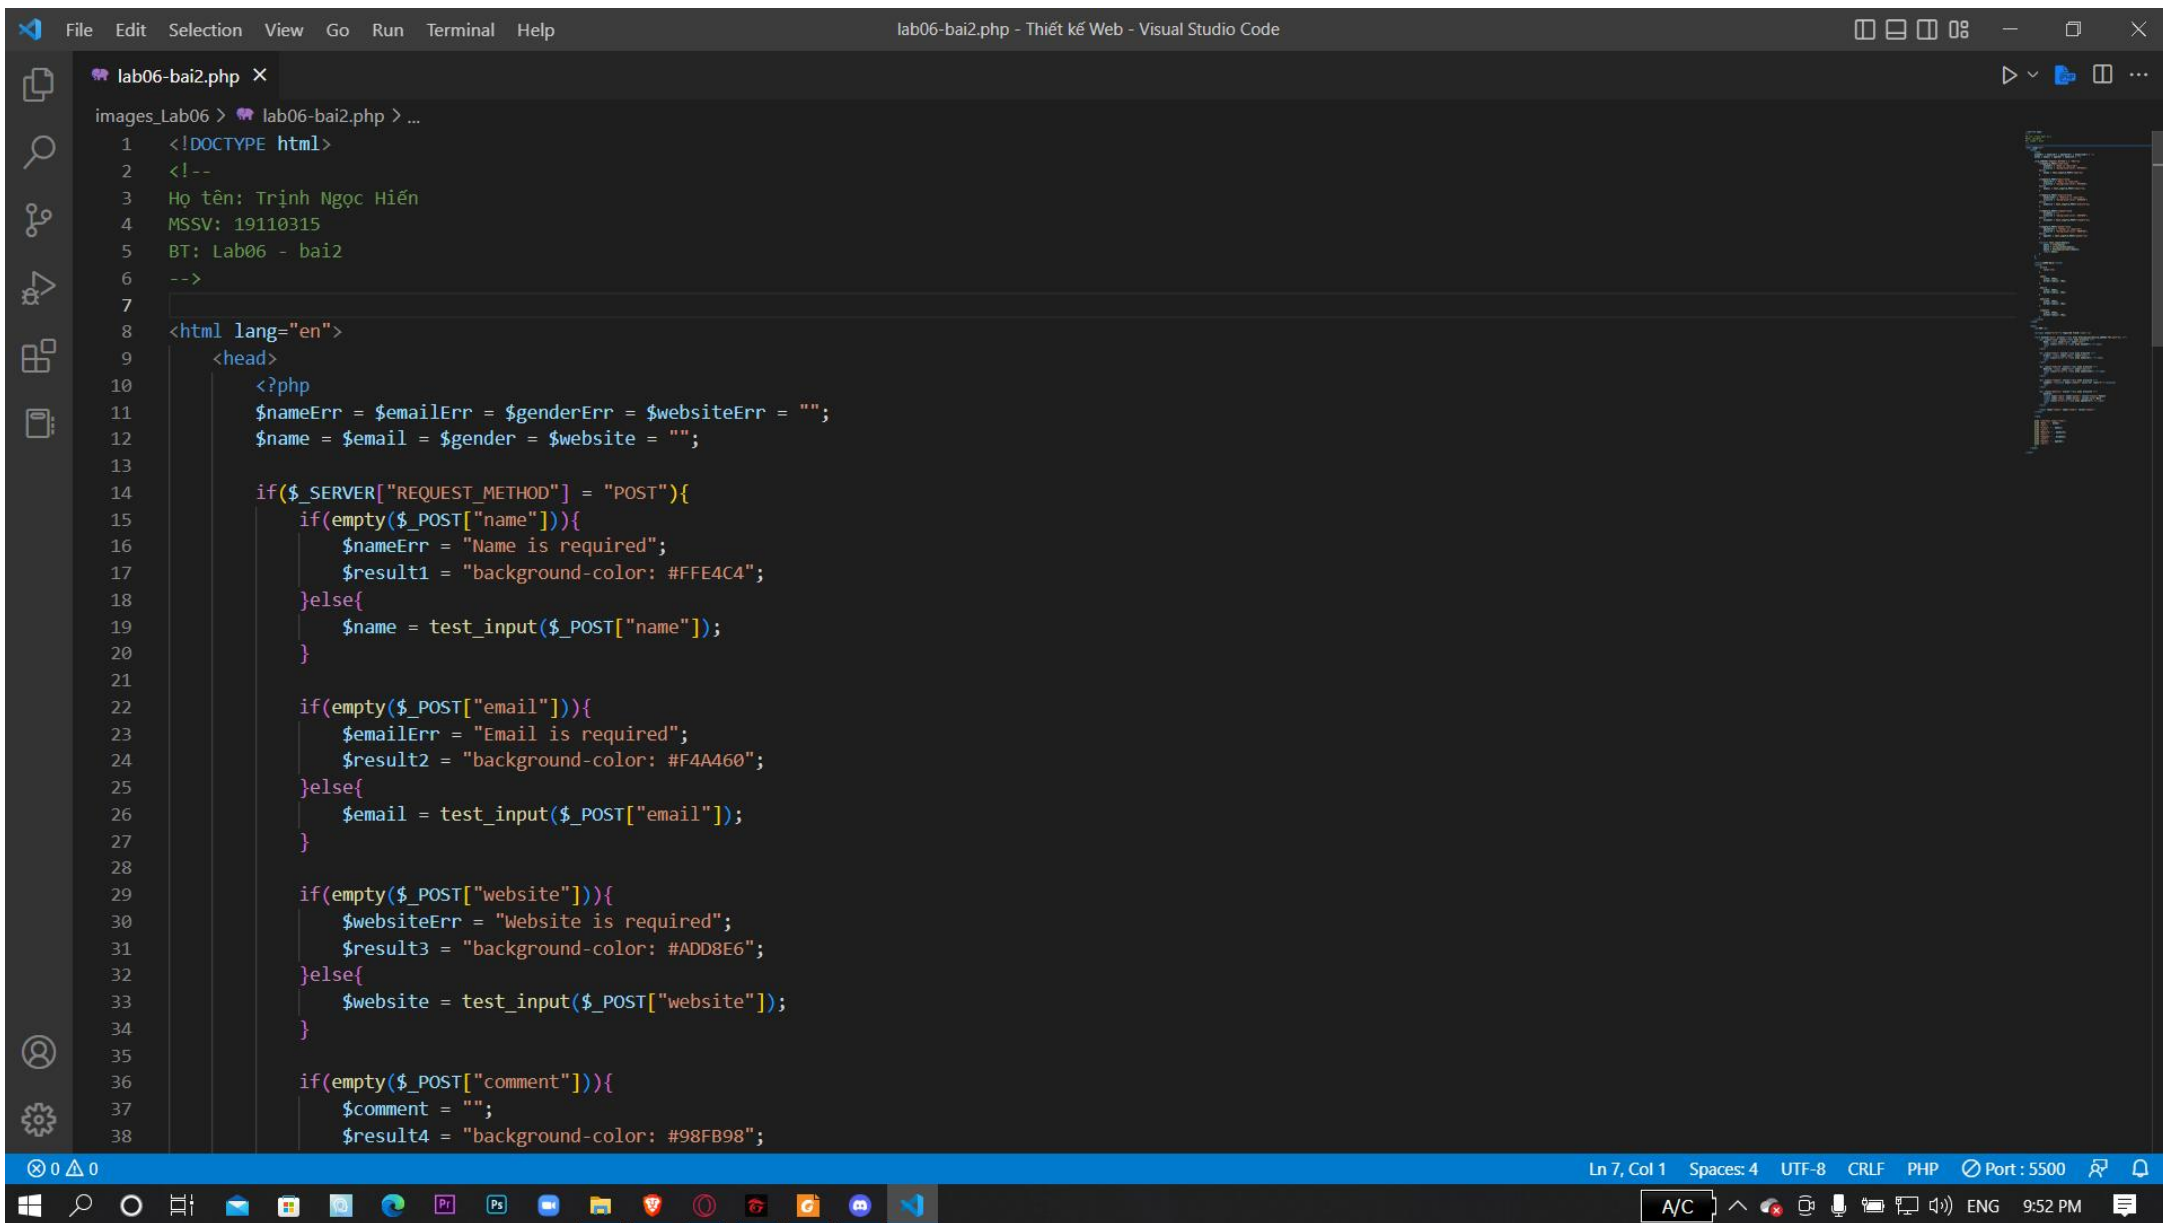 File Edit Selection View Go Run Terminal Help
lab06-bai2.php - Thiết kế Web - Visual Studio Code
lab06-bai2.php
images_Lab06 > lab06-bai2.php > ...
1 <!DOCTYPE html>
2 <!--
3 Họ tên: Trịnh Ngọc Hiến
4 MSSV: 19110315
5 BT: Lab06 - bai2
6 -->
7
8 <html lang="en">
9 <head>
10 <?php
11 $nameErr = $emailErr = $genderErr = $websiteErr = "";
12 $name = $email = $gender = $website = "";
13
14 if($_SERVER["REQUEST_METHOD"] = "POST"){
15 if(empty($_POST["name"])){
16 $nameErr = "Name is required";
17 $result1 = "background-color: #FFE4C4";
18 }else{
19 $name = test_input($_POST["name"]);
20 }
21
22 if(empty($_POST["email"])){
23 $emailErr = "Email is required";
24 $result2 = "background-color: #F4A460";
25 }else{
26 $email = test_input($_POST["email"]);
27 }
28
29 if(empty($_POST["website"])){
30 $websiteErr = "Website is required";
31 $result3 = "background-color: #ADD8E6";
32 }else{
33 $website = test_input($_POST["website"]);
34 }
35
36 if(empty($_POST["comment"])){
37 $comment = "";
38 $result4 = "background-color: #98FB98";
0 0
Ln 7, Col 1 Spaces: 4 UTF-8 CRLF PHP Port : 5500
Pr Ps
A/C ENG 9:52 PM